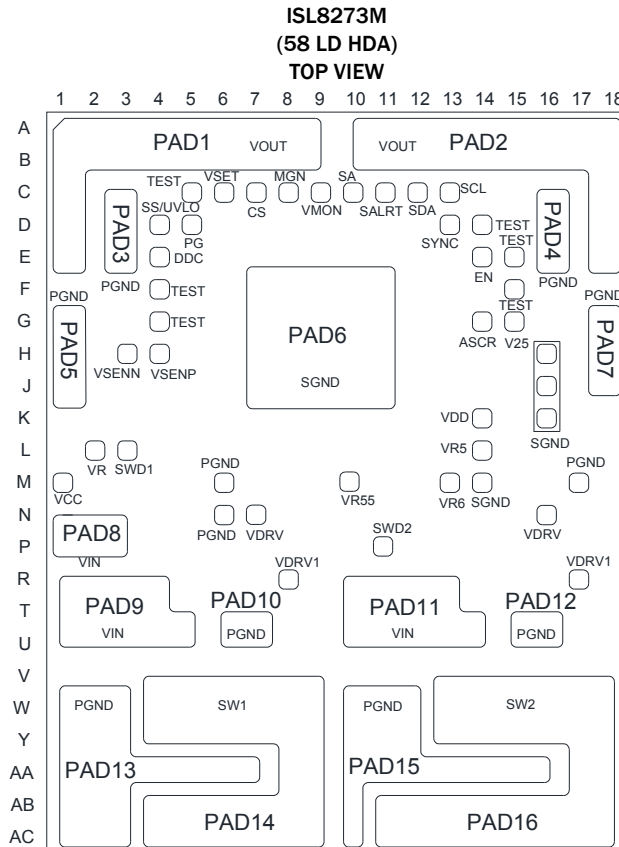 ISL8273M
(58 LD HDA)
TOP VIEW
1 2 3 4 5 6 7 8 9 10 11 12 13 14 15 16 17 18
A
PAD1 VOUT VOUT PAD2
B
TEST VSET MGN SA
C
SCL
SS/UVLO CS VMON SALRT SDA
D
PAD3 PG SYNC TEST PAD4
TEST
E
DDC EN
PGND PGND
F
PGND TEST PGND
TEST
G
TEST PAD6 ASCR V25
PAD5 PAD7
H
VSENN VSENP
J
SGND
K
VDD
SGND
L
VR SWD1 PGND VR5 PGND
M
VCC VR55 VR6 SGND
N
PAD8 PGND VDRV SWD2 VDRV
P
VIN VDRV1 VDRV1
R
PAD9 PAD10 PAD11 PAD12
T
VIN PGND VIN PGND
U
V
W
PGND SW1 PGND SW2
Y
AA
PAD13 PAD15
AB
PAD14 PAD16
AC